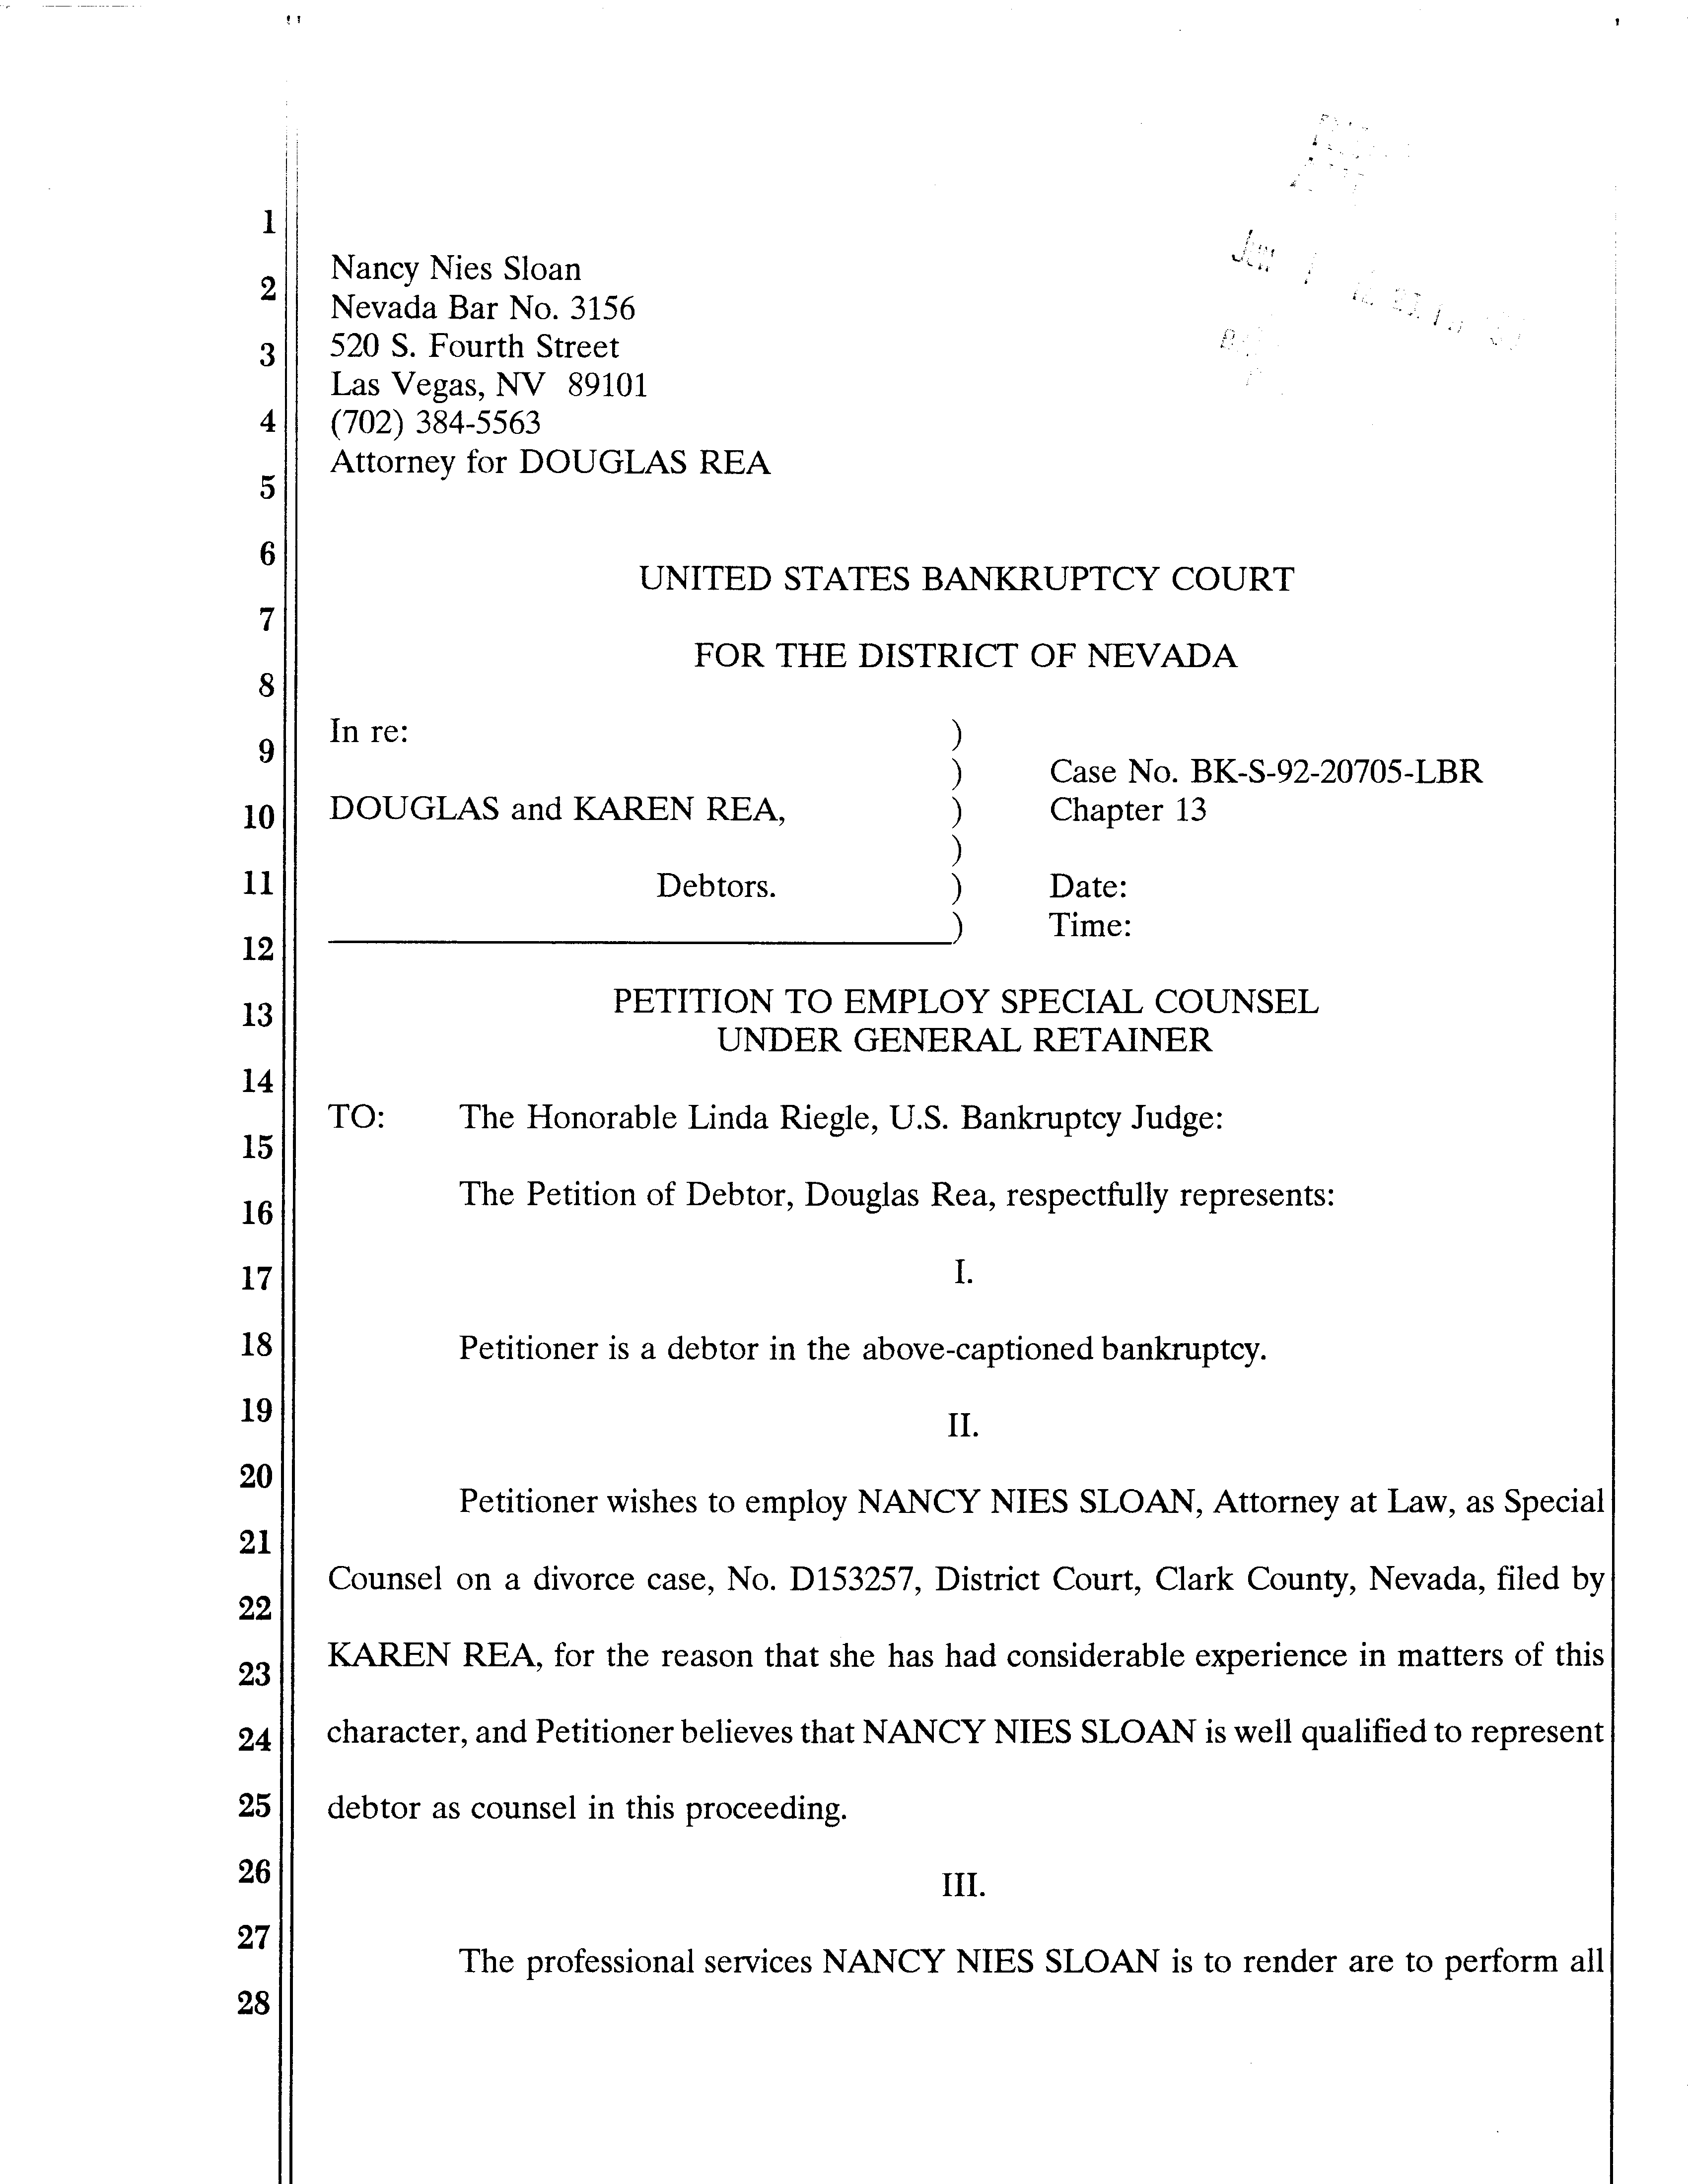 1
Nancy Nies Sloan
2
Nevada Bar No. 3156
3
520 S. Fourth Street
Las Vegas, NV 89101
4
(702) 384-5563
Attorney for DOUGLAS REA
5
6
UNITED STATES BANKRUPTCY COURT
7
FOR THE DISTRICT OF NEVADA
8
In re: )
9
) Case No. BK-S-92-20705-LBR
10
DOUGLAS and KAREN REA, ) Chapter 13
)
11
Debtors. ) Date:
) Time:
12
PETITION TO EMPLOY SPECIAL COUNSEL
13
UNDER GENERAL RETAINER
14
TO: The Honorable Linda Riegle, U.S. Bankruptcy Judge:
15
The Petition of Debtor, Douglas Rea, respectfully represents:
16
I.
17
Petitioner is a debtor in the above-captioned bankruptcy.
18
19
II.
20
Petitioner wishes to employ NANCY NIES SLOAN, Attorney at Law, as Special
21
Counsel on a divorce case, No. D153257, District Court, Clark County, Nevada, filed by
22
KAREN REA, for the reason that she has had considerable experience in matters of this
23
character, and Petitioner believes that NANCY NIES SLOAN is well qualified to represent
24
debtor as counsel in this proceeding.
25
26
III.
27
The professional services NANCY NIES SLOAN is to render are to perform all
28